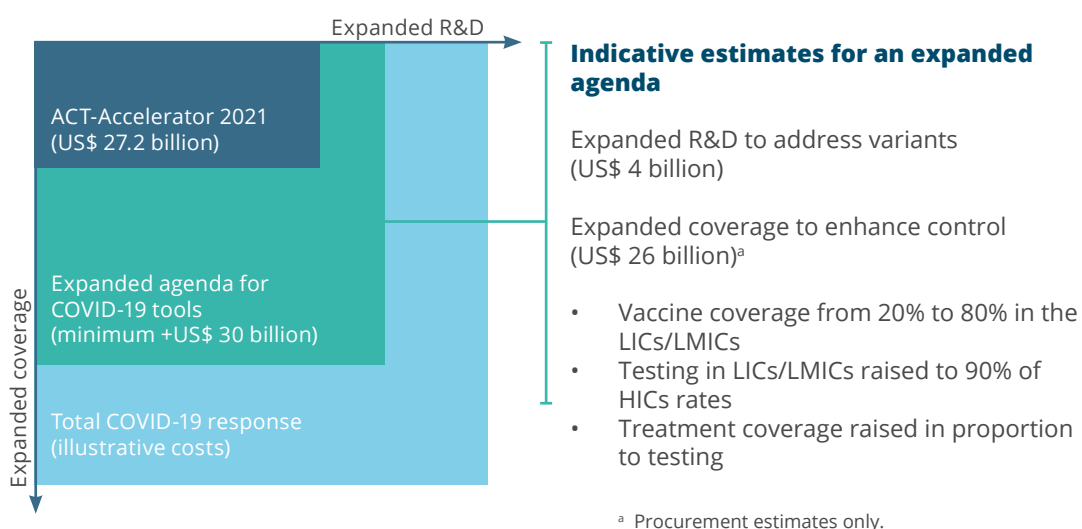 Expanded R&D
Expanded coverage
ACT-Accelerator 2021
(US$ 27.2 billion)
Expanded agenda for
COVID-19 tools
(minimum +US$ 30 billion)
Total COVID-19 response
(illustrative costs)
Indicative estimates for an expanded
agenda
Expanded R&D to address variants
(US$ 4 billion)
Expanded coverage to enhance control
(US$ 26 billion)ᵃ
• Vaccine coverage from 20% to 80% in the
LICs/LMICs
• Testing in LICs/LMICs raised to 90% of
HICs rates
• Treatment coverage raised in proportion
to testing
ᵃ Procurement estimates only.